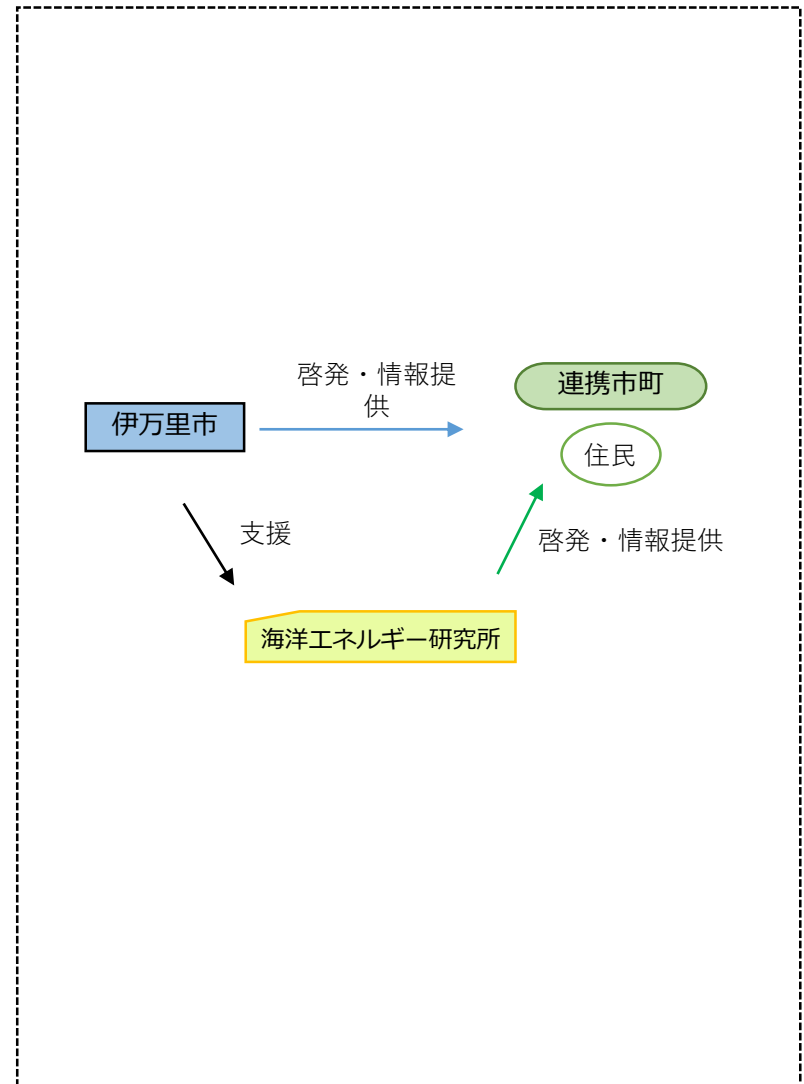 啓発・情報提
供
連携市町
伊万里市
住民
支援
啓発・情報提供
海洋エネルギー研究所